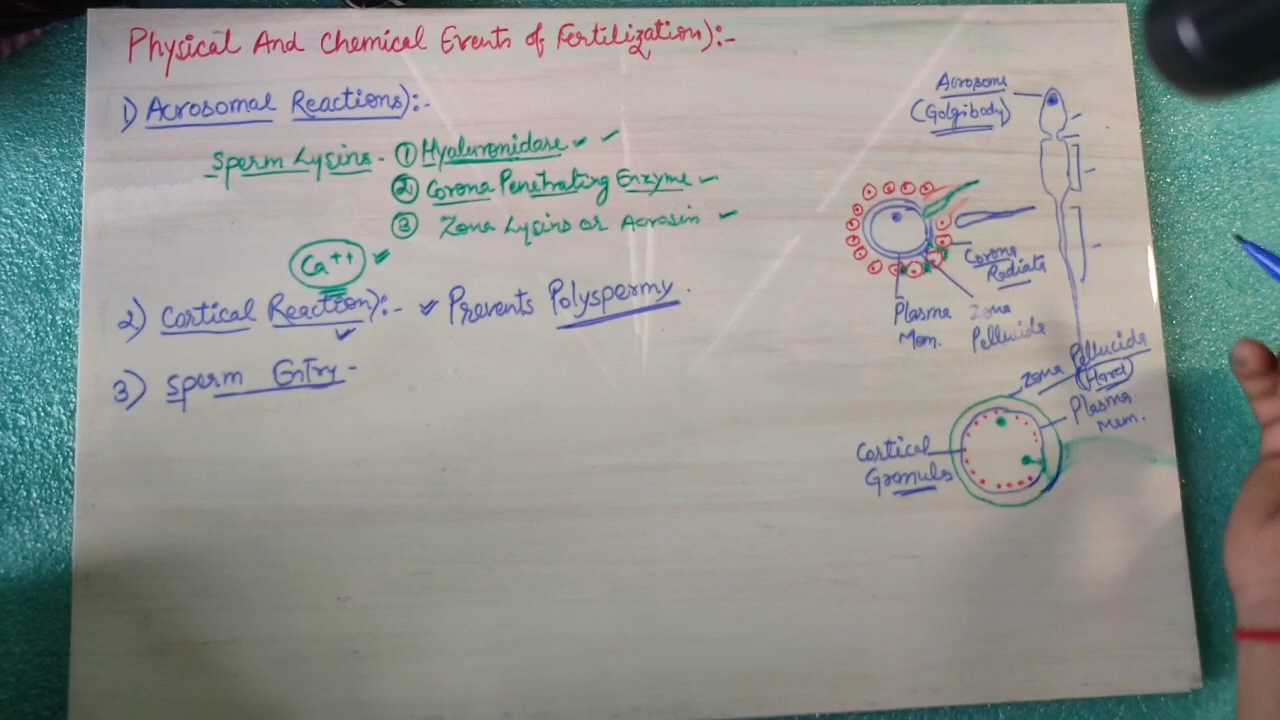 Physical And Chemical Events of Fertilization):-
1) Acrosomal Reactions):-
Sperm Lysins - ① Hyaluronidase
② Corona Penetrating Enzyme
③ Zona Lysins or Acrosin
Ca++
2) Cortical Reaction):- Prevents Polyspermy.
3) Sperm Entry-
Acrosome
(Golgibody)
Corona
Radiata
Plasma
Mem.
Zona
Pellucida
Zona Pellucida
(Hard)
Plasma
Mem.
Cortical
Granules